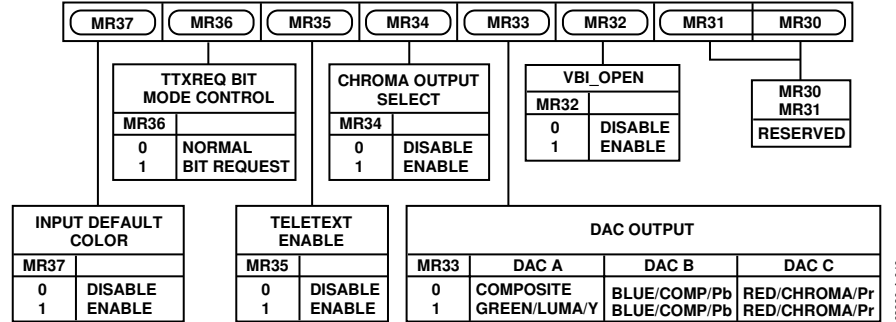 MR37 MR36 MR35 MR34 MR33 MR32 MR31 MR30
TTXREQ BIT
MODE CONTROL
MR36
0 NORMAL
1 BIT REQUEST
CHROMA OUTPUT
SELECT
MR34
0 DISABLE
1 ENABLE
VBI_OPEN
MR32
0 DISABLE
1 ENABLE
MR30
MR31
RESERVED
INPUT DEFAULT
COLOR
MR37
0 DISABLE
1 ENABLE
TELETEXT
ENABLE
MR35
0 DISABLE
1 ENABLE
DAC OUTPUT
MR33 DAC A DAC B DAC C
0 COMPOSITE BLUE/COMP/Pb RED/CHROMA/Pr
1 GREEN/LUMA/Y BLUE/COMP/Pb RED/CHROMA/Pr